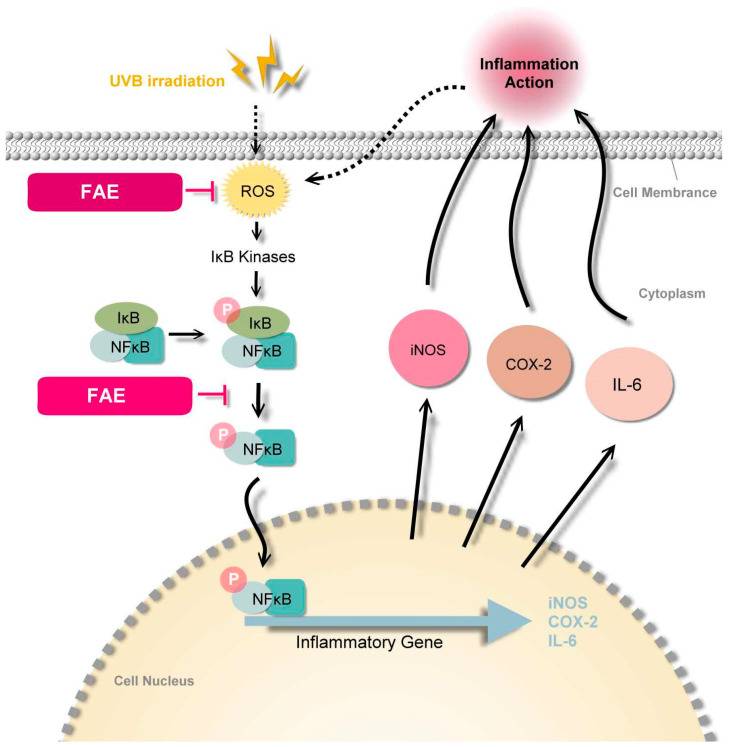 UVB irradiation
Inflammation
Action
FAE
ROS
Cell Membrance
IκB Kinases
Cytoplasm
P
IκB
IκB
NFκB
NFκB
iNOS
COX-2
IL-6
FAE
P
NFκB
P
NFκB
iNOS
COX-2
IL-6
Inflammatory Gene
Cell Nucleus